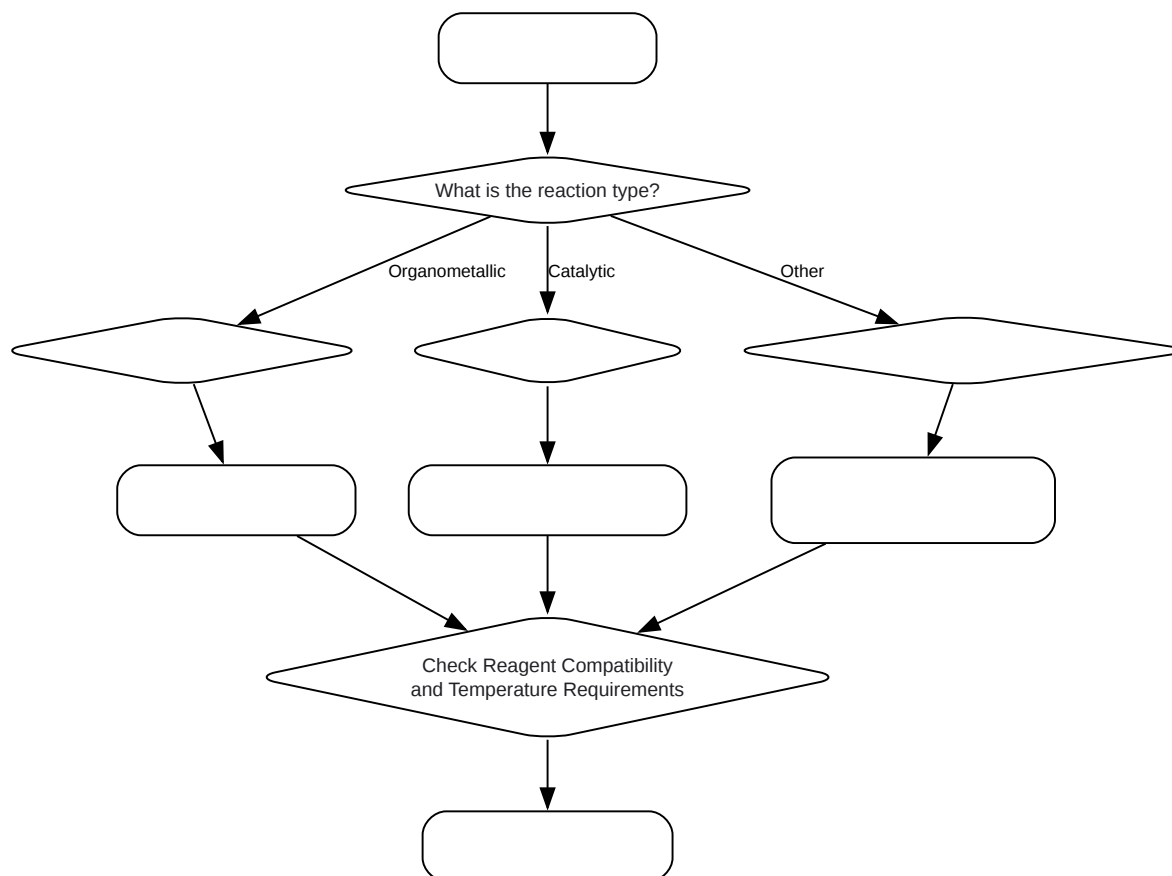 What is the reaction type?
Organometallic
Catalytic
Other
Check Reagent Compatibility
and Temperature Requirements